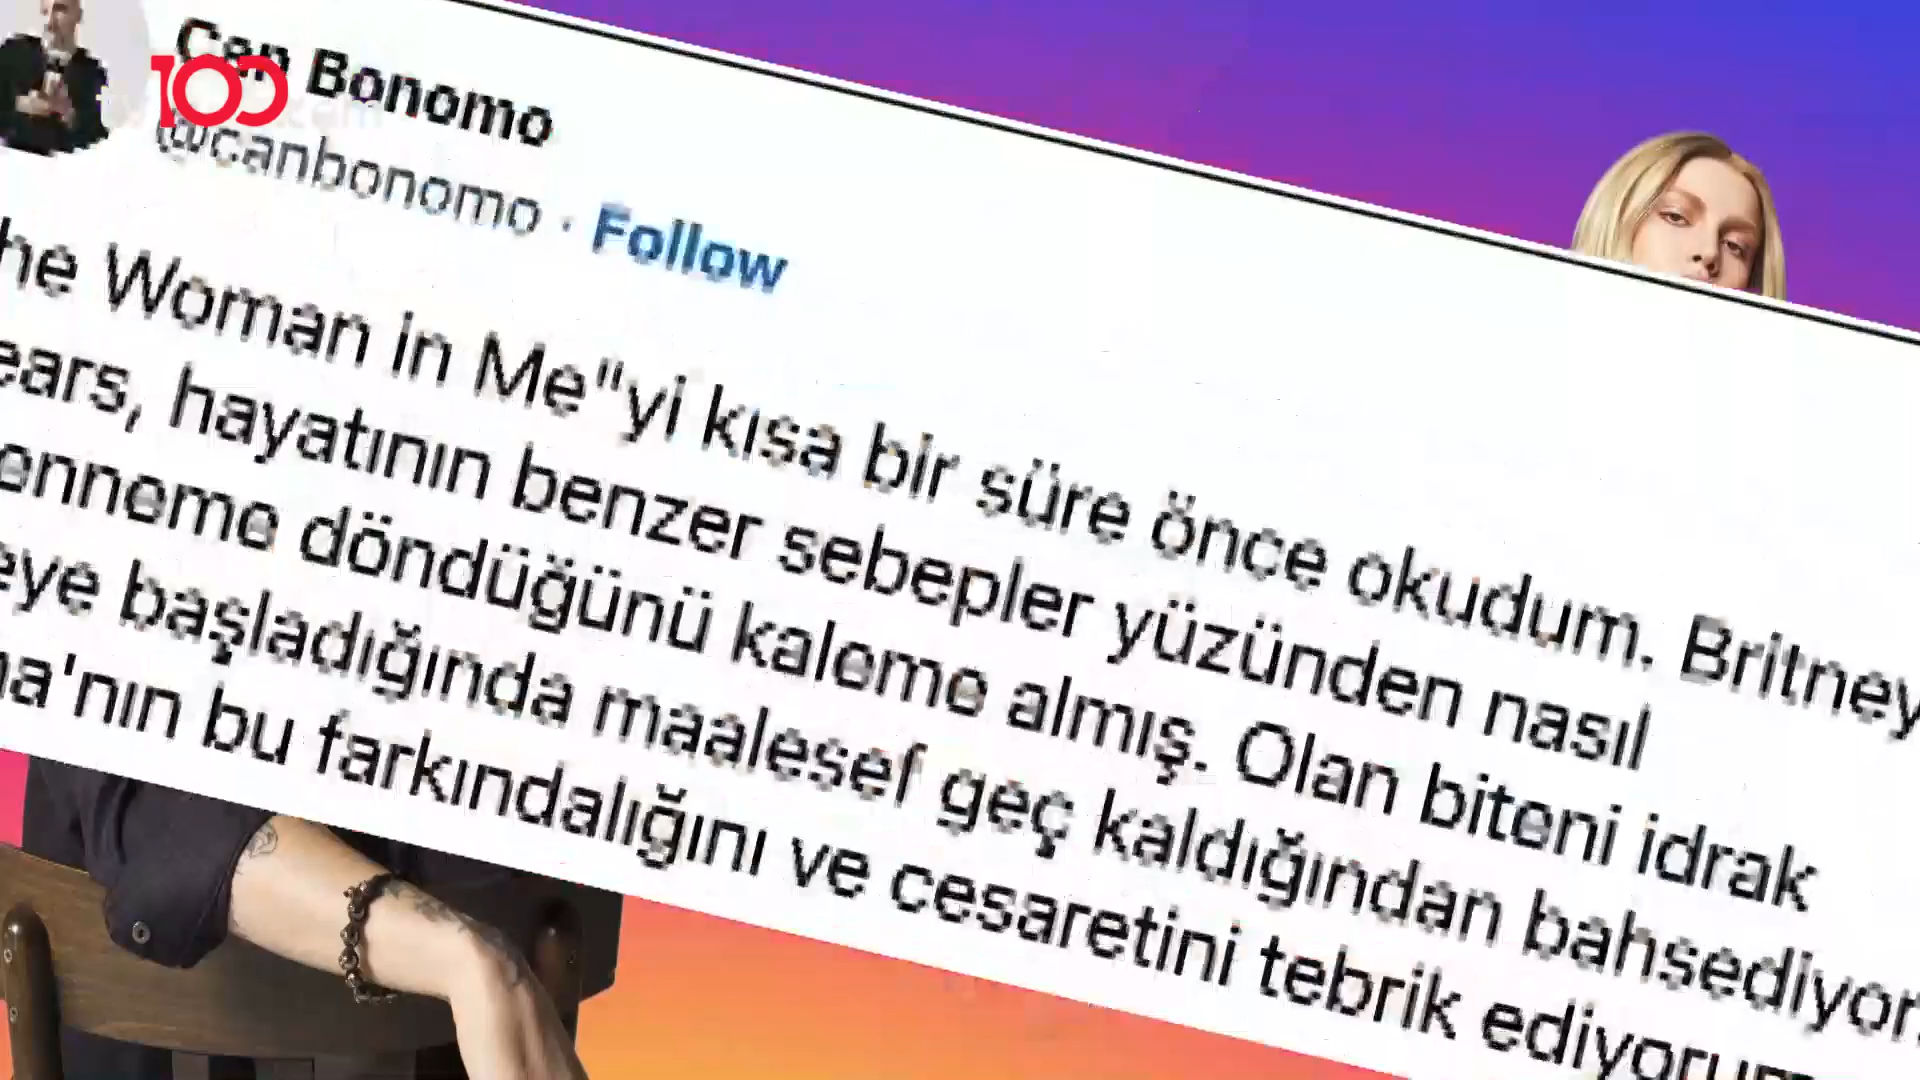 Can Bonomo
100
@canbonomo · Follow
he Woman in Me"yi kısa bir süre önce okudum. Britney
ears, hayatının benzer sebepler yüzünden nasıl
enneme döndüğünü kaleme almış. Olan biteni idrak
eye başladığında maalesef geç kaldığından bahsediyor.
na'nın bu farkındalığını ve cesaretini tebrik ediyorum